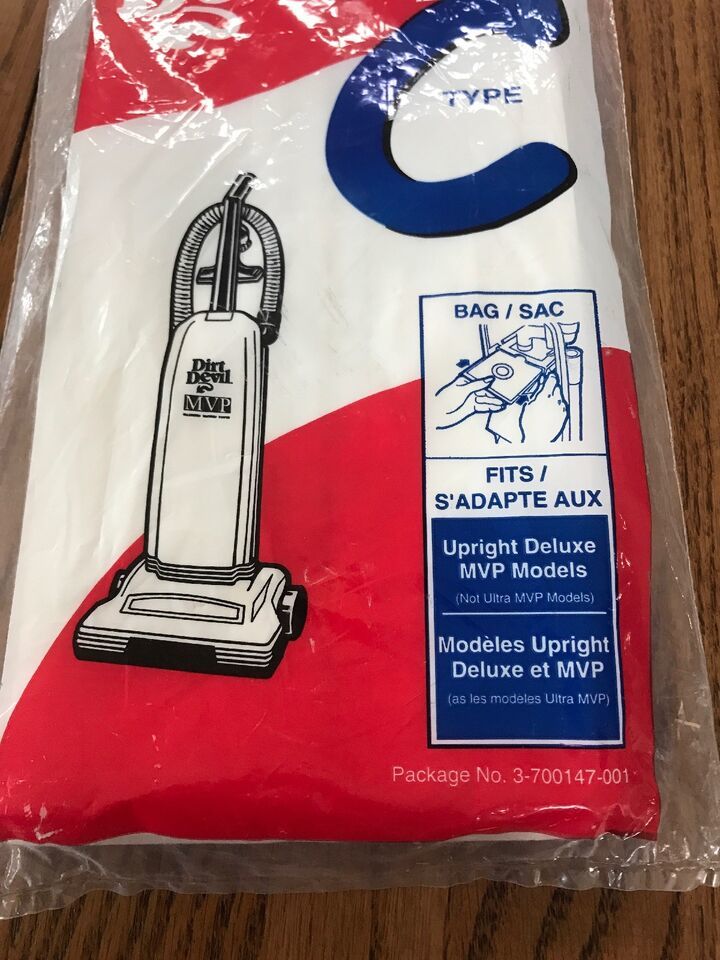 C
TYPE
Dirt
Devil
MVP
BAG / SAC
FITS /
S'ADAPTE AUX
Upright Deluxe
MVP Models
(Not Ultra MVP Models)
Modèles Upright
Deluxe et MVP
(as les modèles Ultra MVP)
Package No. 3-700147-001